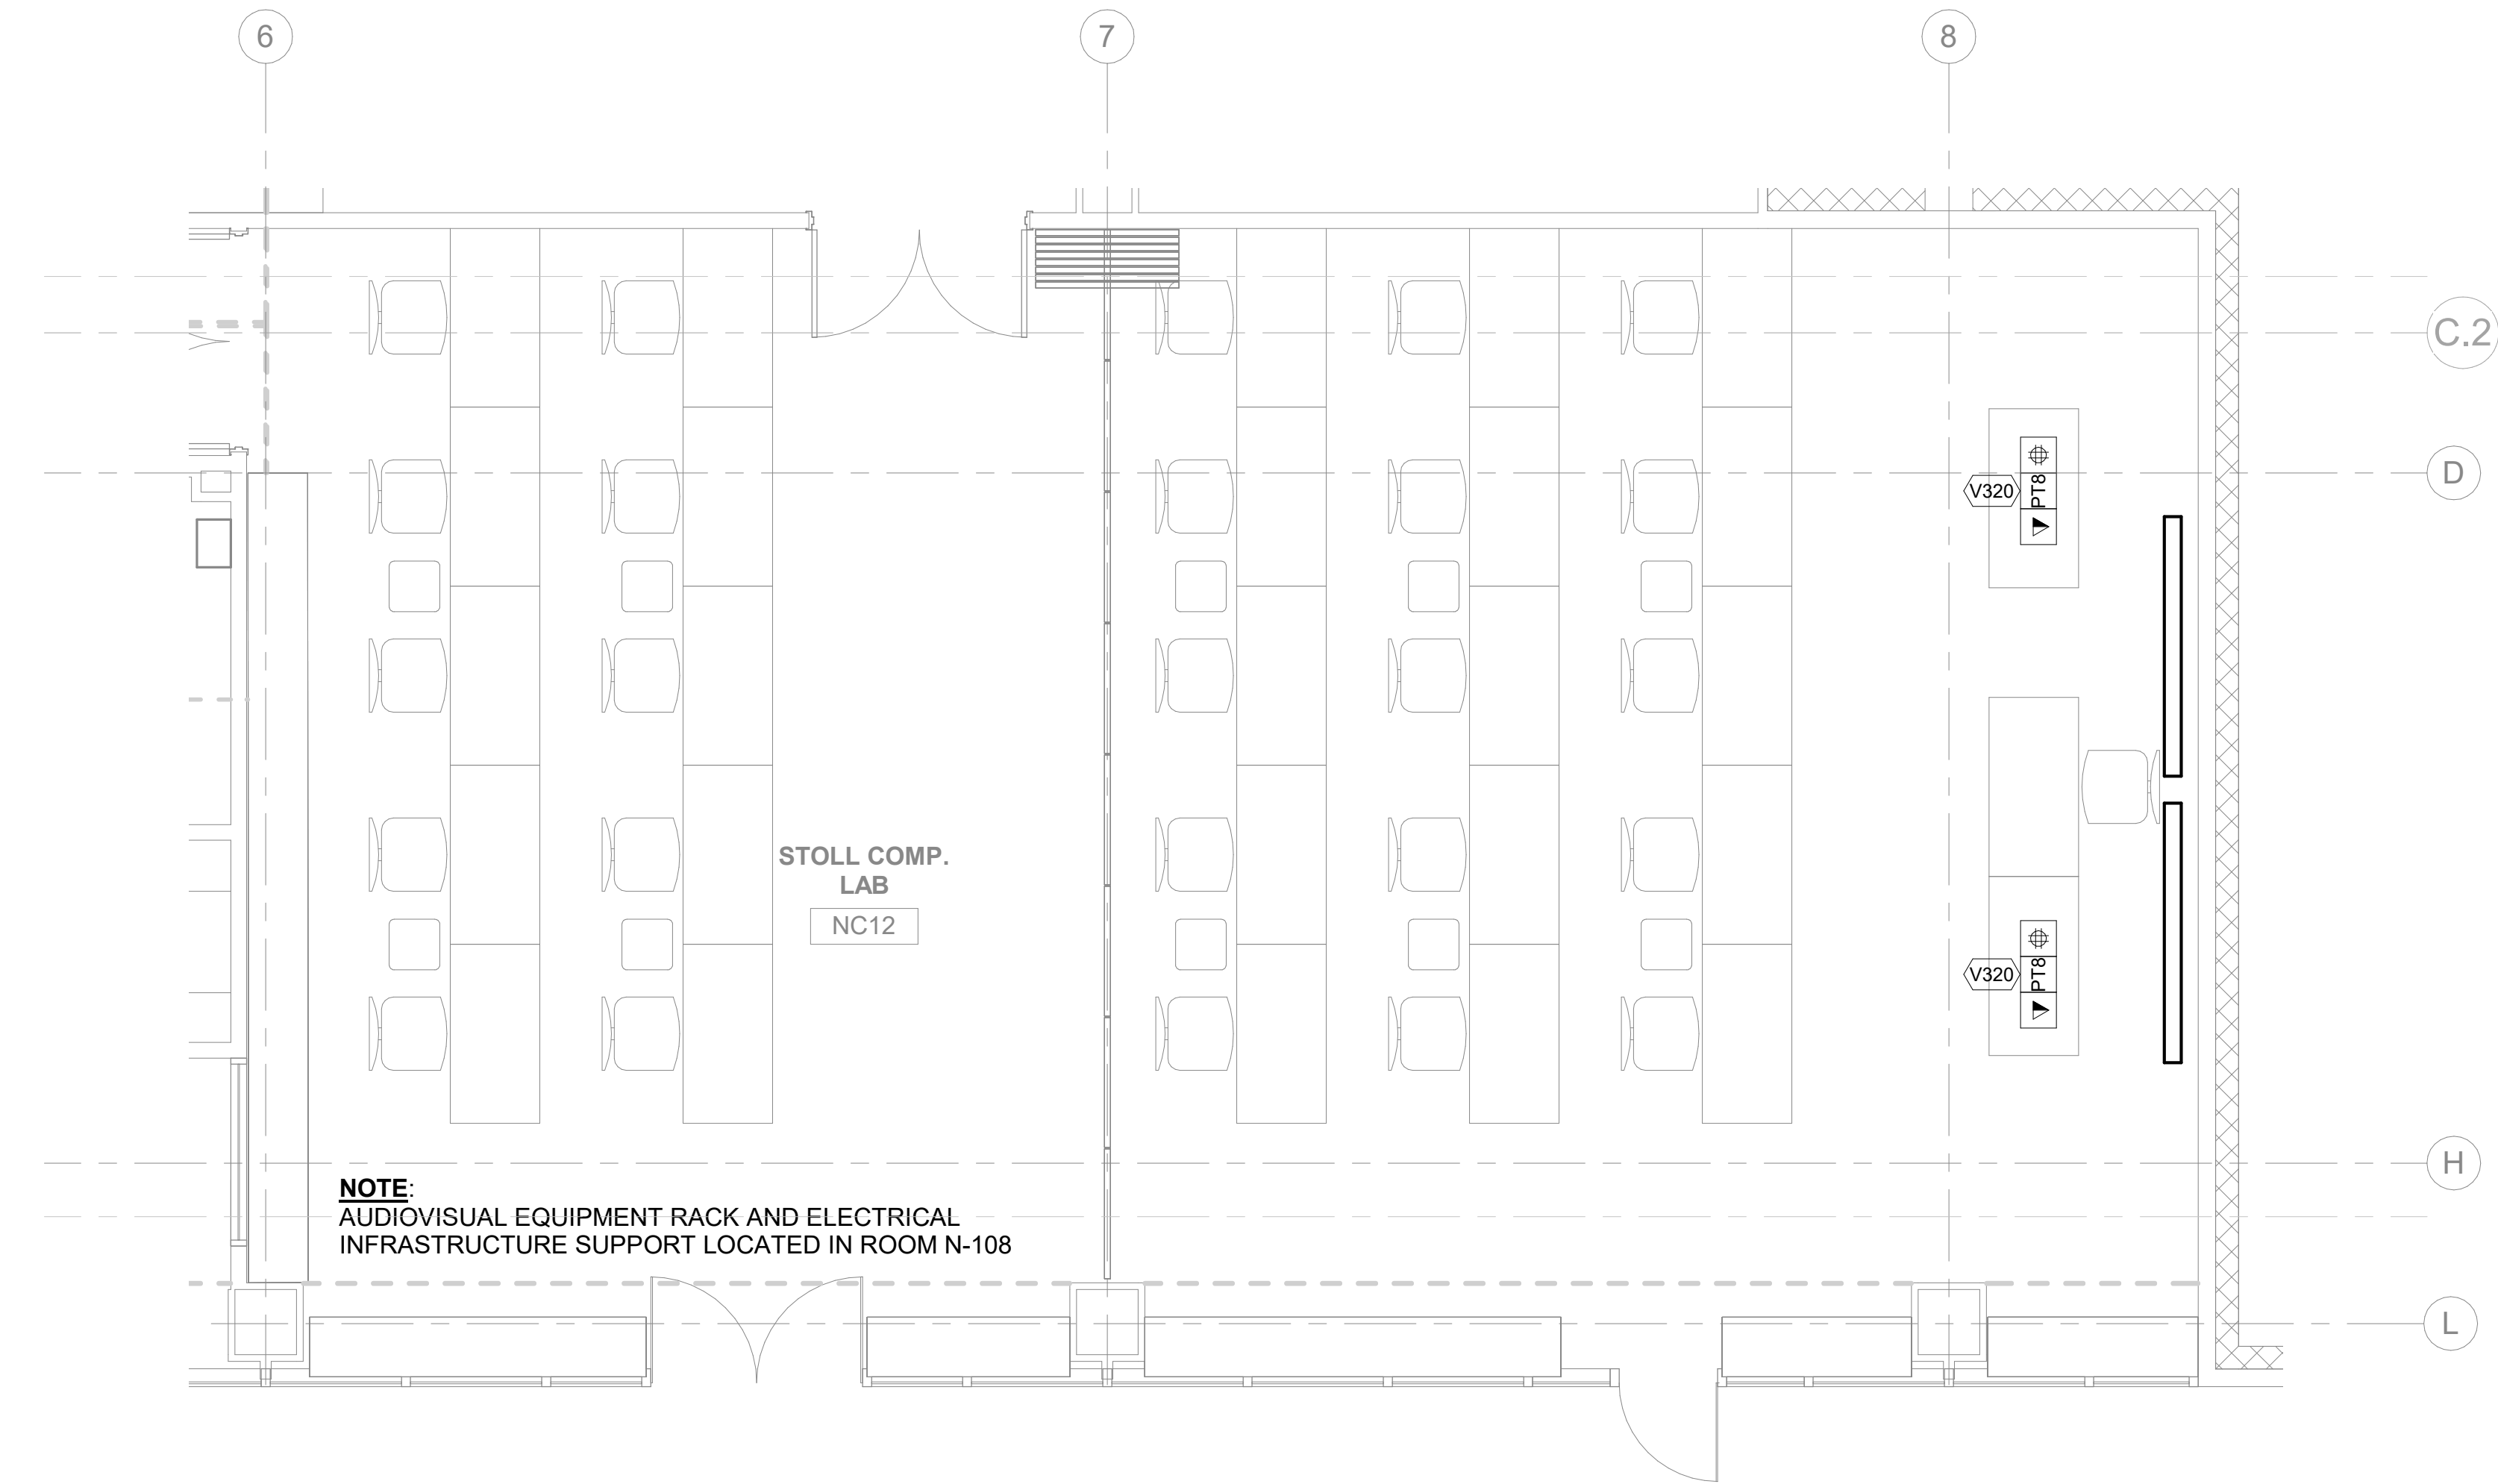 6
7
8
C.2
D
V320
PT8
STOLL COMP.
LAB
NC12
V320
PT8
H
NOTE:
AUDIOVISUAL EQUIPMENT RACK AND ELECTRICAL
INFRASTRUCTURE SUPPORT LOCATED IN ROOM N-108
L